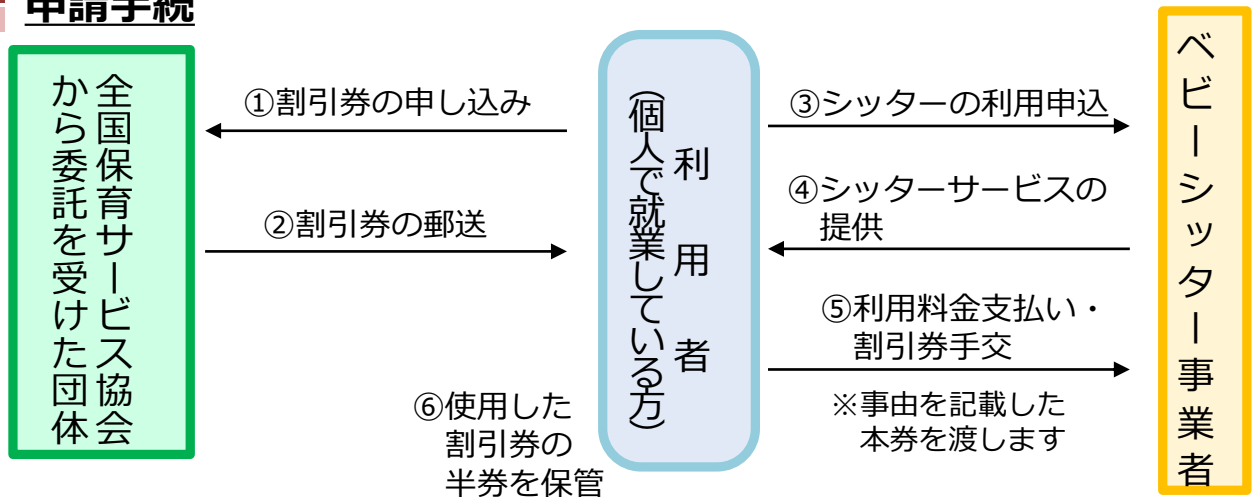 申請手続
全国保育サービス協会
から委託を受けた団体
①割引券の申し込み
②割引券の郵送
利用者
(個人で就業している方)
⑥使用した
割引券の
半券を保管
③シッターの利用申込
④シッターサービスの
提供
⑤利用料金支払い・
割引券手交
※事由を記載した
本券を渡します
ベビーシッター事業者